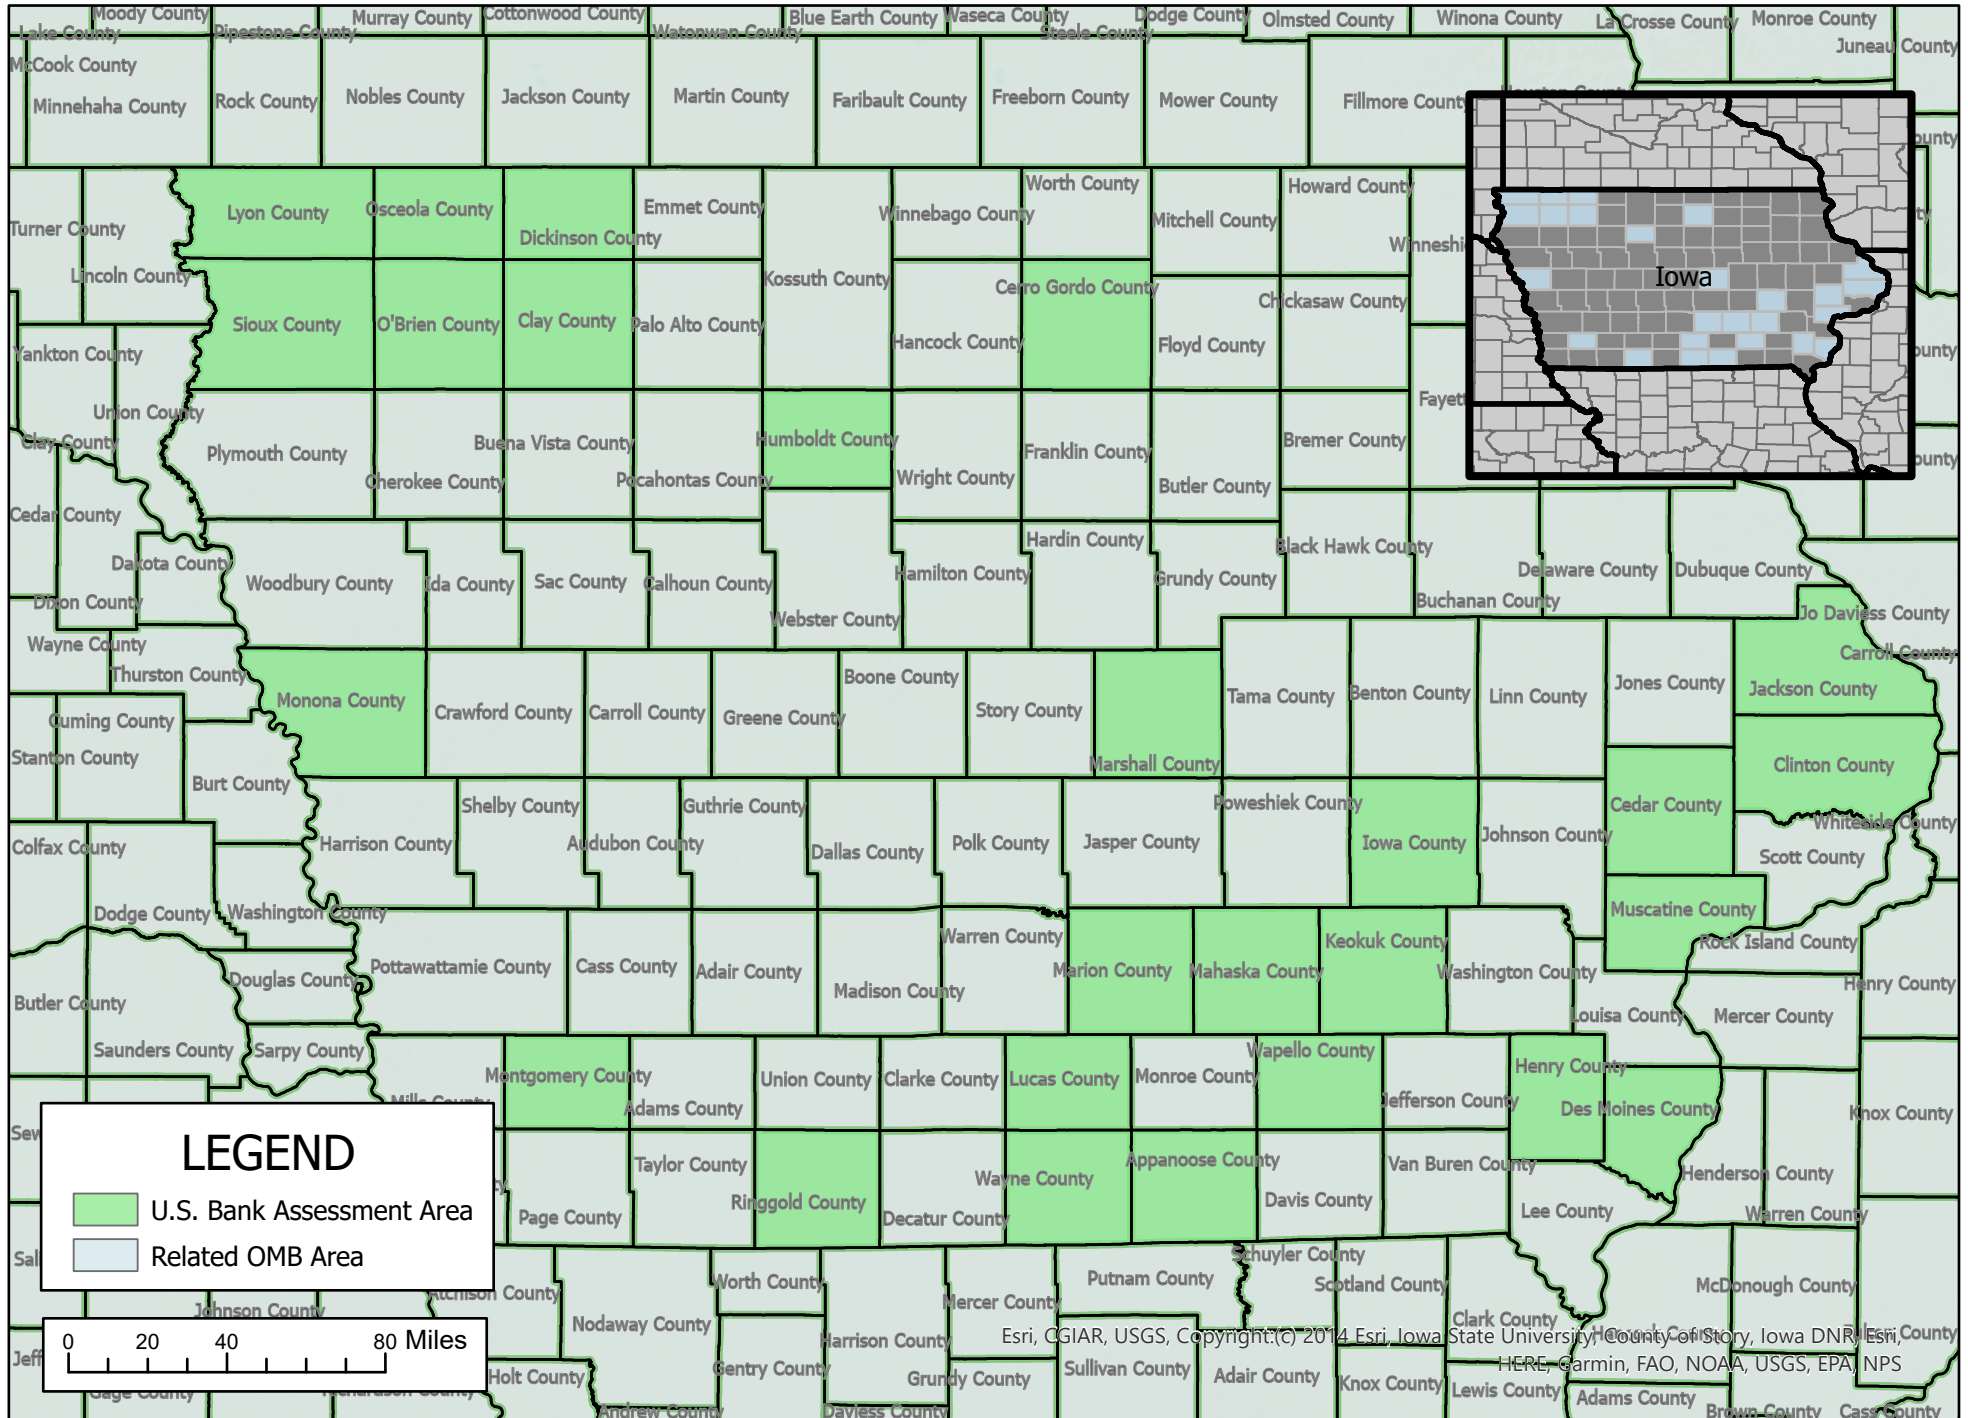 Moody County
Murray County
Cottonwood County
Blue Earth County
Waseca County
Dodge County
Olmsted County
Winona County
La Crosse County
Monroe County
Lake County
Pipestone County
Watonwan County
Steele County
Juneau County
McCook County
Minnehaha County
Rock County
Nobles County
Jackson County
Martin County
Faribault County
Freeborn County
Mower County
Fillmore County
Turner County
Lincoln County
Lyon County
Osceola County
Dickinson County
Emmet County
Kossuth County
Winnebago County
Worth County
Mitchell County
Howard County
Iowa
Yankton County
Sioux County
O'Brien County
Clay County
Palo Alto County
Hancock County
Cerro Gordo County
Floyd County
Chickasaw County
Union County
Clay County
Plymouth County
Cherokee County
Buena Vista County
Pocahontas County
Humboldt County
Wright County
Franklin County
Butler County
Bremer County
Cedar County
Dakota County
Dixon County
Woodbury County
Ida County
Sac County
Calhoun County
Webster County
Hamilton County
Hardin County
Grundy County
Black Hawk County
Buchanan County
Delaware County
Dubuque County
Jo Daviess County
Carroll County
Wayne County
Thurston County
Cuming County
Stanton County
Burt County
Monona County
Crawford County
Carroll County
Greene County
Boone County
Story County
Marshall County
Tama County
Benton County
Linn County
Jones County
Jackson County
Clinton County
Whiteside County
Colfax County
Dodge County
Washington County
Harrison County
Shelby County
Audubon County
Guthrie County
Dallas County
Polk County
Jasper County
Poweshiek County
Iowa County
Johnson County
Cedar County
Scott County
Muscatine County
Rock Island County
Butler County
Saunders County
Douglas County
Sarpy County
Pottawattamie County
Cass County
Adair County
Madison County
Warren County
Marion County
Mahaska County
Keokuk County
Washington County
Louisa County
Mercer County
Henry County
Mills County
Montgomery County
Adams County
Union County
Clarke County
Lucas County
Monroe County
Wapello County
Jefferson County
Henry County
Des Moines County
Knox County
Page County
Taylor County
Ringgold County
Decatur County
Wayne County
Appanoose County
Davis County
Van Buren County
Lee County
Henderson County
Warren County
LEGEND
U.S. Bank Assessment Area
Related OMB Area
Johnson County
Atchison County
Nodaway County
Worth County
Harrison County
Mercer County
Putnam County
Schuyler County
Scotland County
Clark County
McDonough County
0 20 40 80 Miles
Holt County
Andrew County
Gentry County
Daviess County
Grundy County
Sullivan County
Adair County
Knox County
Lewis County
Adams County
Brown County
Cass County
Esri, CGIAR, USGS, Copyright:(c) 2014 Esri, Iowa State University, County of Story, Iowa DNR, Esri,
HERE, Garmin, FAO, NOAA, USGS, EPA, NPS